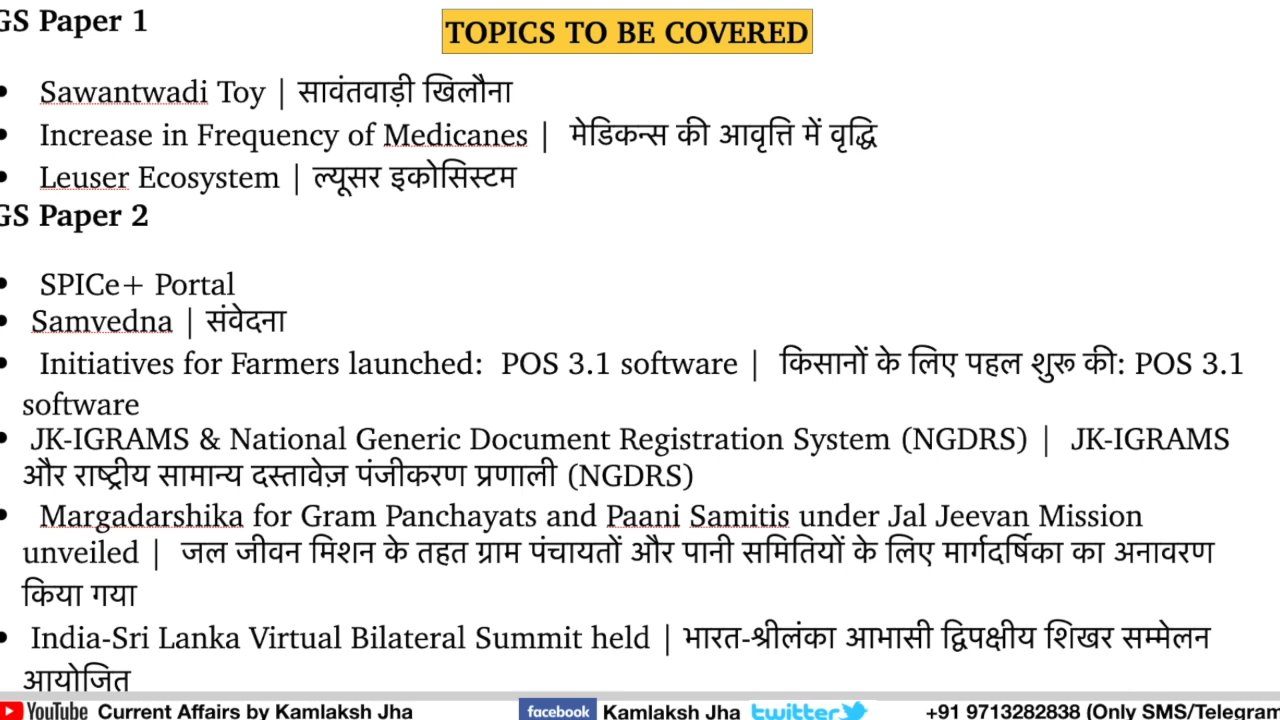 GS Paper 1
TOPICS TO BE COVERED
• Sawantwadi Toy | सावंतवाड़ी खिलौना
• Increase in Frequency of Medicanes | मेडिकन्स की आवृत्ति में वृद्धि
• Leuser Ecosystem | ल्यूसर इकोसिस्टम
GS Paper 2
• SPICe+ Portal
• Samvedna | संवेदना
• Initiatives for Farmers launched: POS 3.1 software | किसानों के लिए पहल शुरू की: POS 3.1
software
• JK-IGRAMS & National Generic Document Registration System (NGDRS) | JK-IGRAMS
और राष्ट्रीय सामान्य दस्तावेज़ पंजीकरण प्रणाली (NGDRS)
• Margadarshika for Gram Panchayats and Paani Samitis under Jal Jeevan Mission
unveiled | जल जीवन मिशन के तहत ग्राम पंचायतों और पानी समितियों के लिए मार्गदर्षिका का अनावरण
किया गया
• India-Sri Lanka Virtual Bilateral Summit held | भारत-श्रीलंका आभासी द्विपक्षीय शिखर सम्मेलन
आयोजित
YouTube Current Affairs by Kamlaksh Jha facebook Kamlaksh Jha twitter +91 9713282838 (Only SMS/Telegram